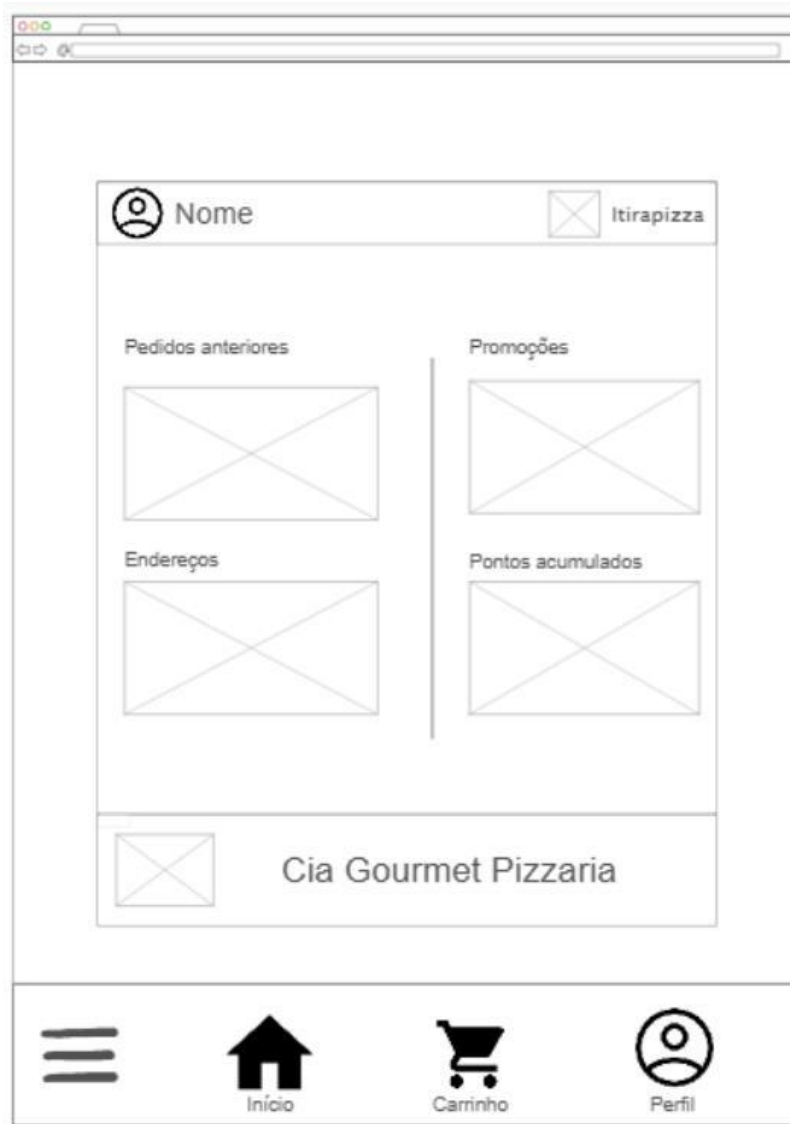 Nome
Itirapizza
Pedidos anteriores
Promoções
Endereços
Pontos acumulados
Cia Gourmet Pizzaria
Início
Carrinho
Perfil